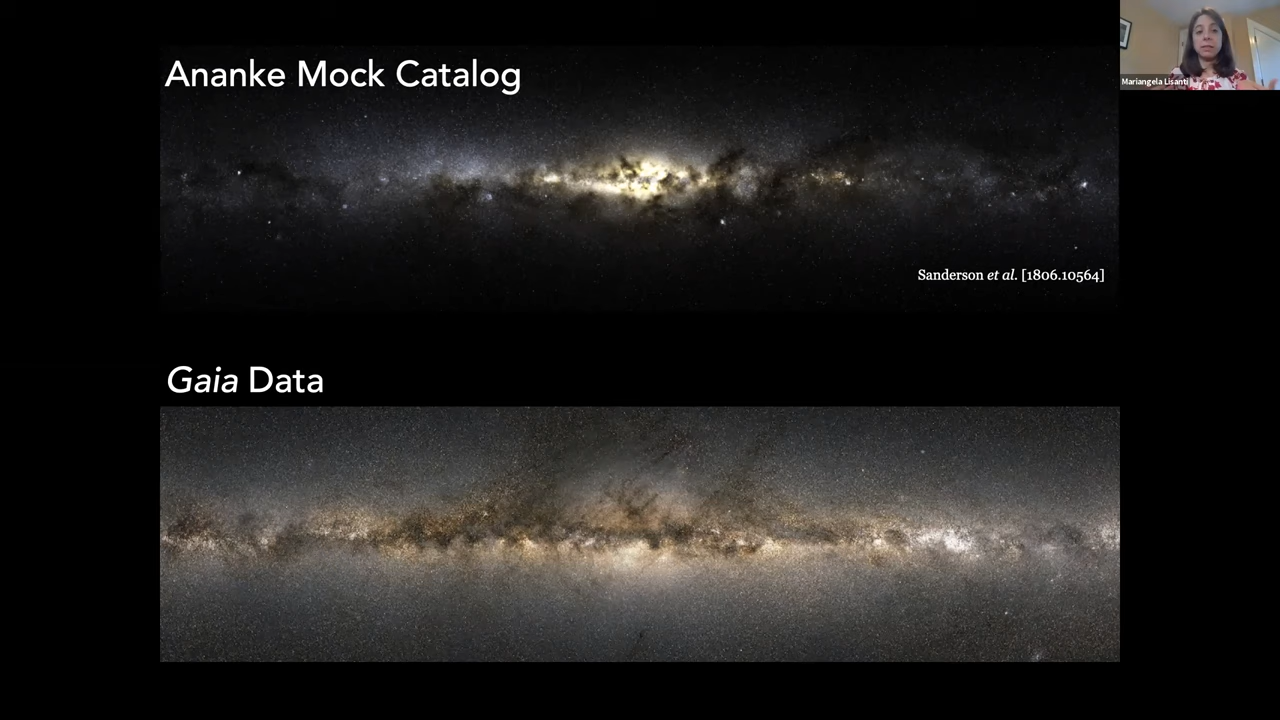 Ananke Mock Catalog
Mariangela Lisanti
Sanderson et al. [1806.10564]
Gaia Data